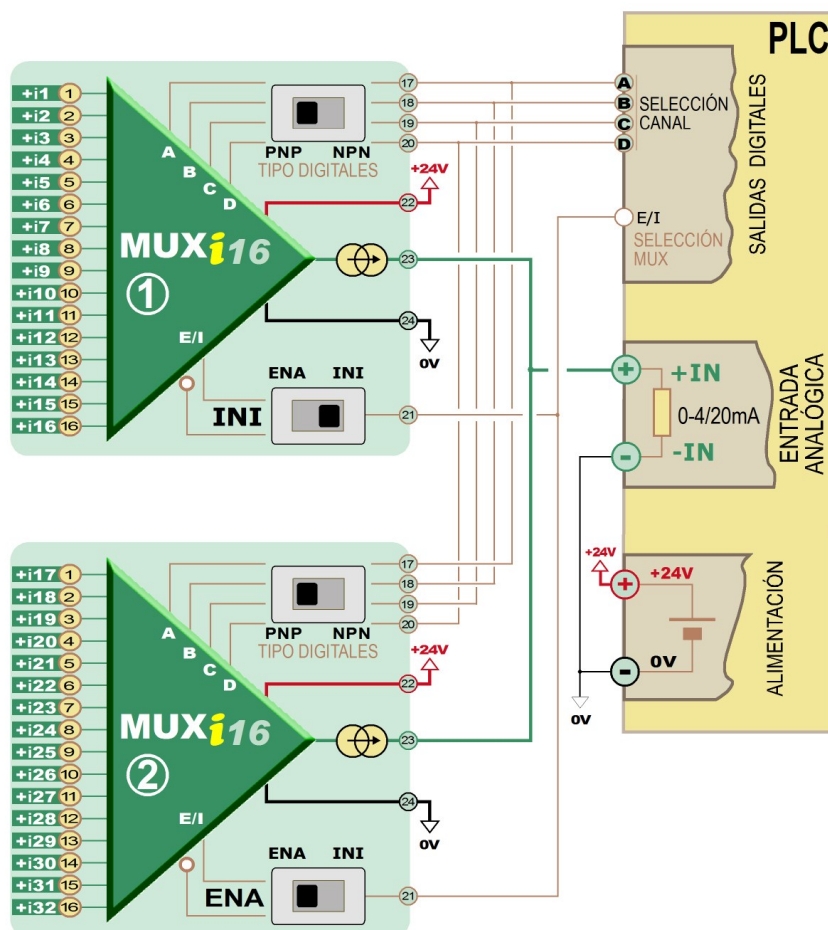 PLC
+i1 1
+i2 2
+i3 3
+i4 4
+i5 5
+i6 6
+i7 7
+i8 8
+i9 9
+i10 10
+i11 11
+i12 12
+i13 13
+i14 14
+i15 15
+i16 16
A
B
C
D
MUXi16
1
E/I
PNP NPN
TIPO DIGITALES
17
18
19
20
+24V
22
23
24
0V
ENA INI
INI
21
A
B
C
D
SELECCIÓN
CANAL
E/I
SELECCIÓN
MUX
SALIDAS DIGITALES
+
+IN
0-4/20mA
-IN
-
ENTRADA
ANALÓGICA
+24V
+
+24V
0V
-
0V
ALIMENTACIÓN
+i17 1
+i18 2
+i19 3
+i20 4
+i21 5
+i22 6
+i23 7
+i24 8
+i25 9
+i26 10
+i27 11
+i28 12
+i29 13
+i30 14
+i31 15
+i32 16
A
B
C
D
MUXi16
2
E/I
PNP NPN
TIPO DIGITALES
17
18
19
20
+24V
22
23
24
0V
ENA INI
ENA
21